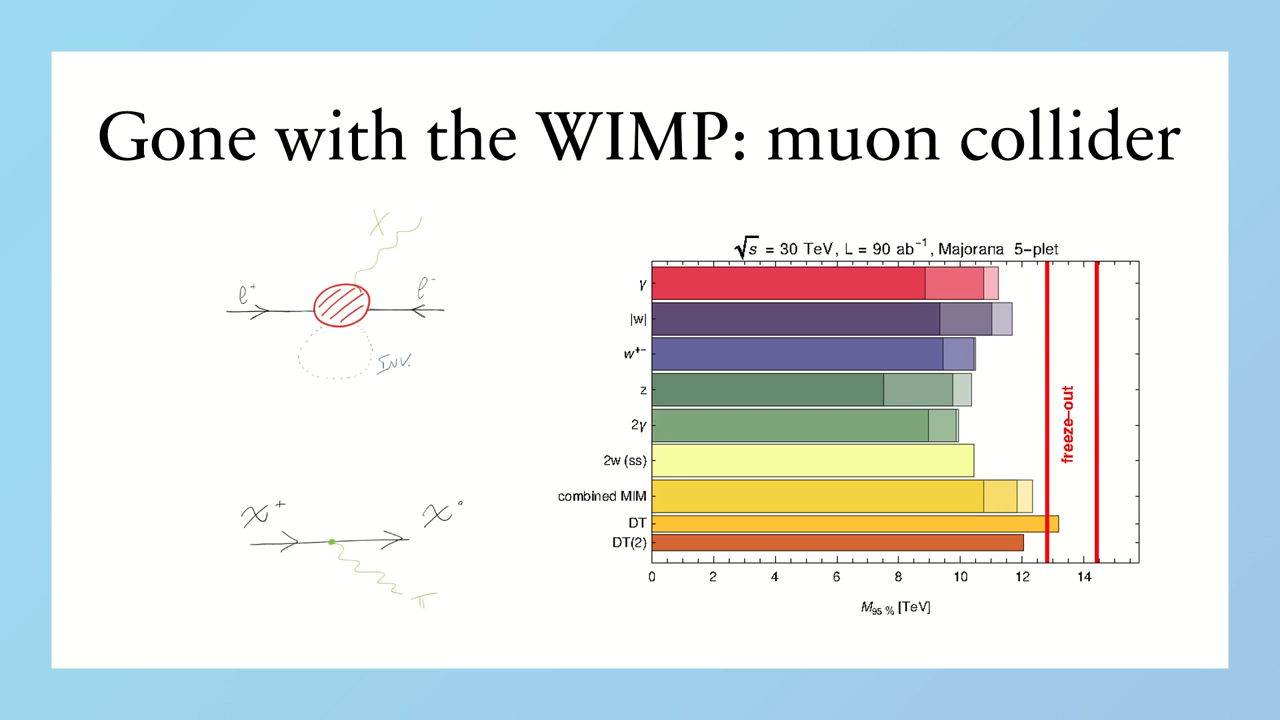 Gone with the WIMP: muon collider
X
ℓ+
ℓ-
INV.
χ+
χ°
π
√s = 30 TeV, L = 90 ab⁻¹, Majorana 5-plet
γ
|w|
w+-
z
2γ
2w (ss)
combined MIM
DT
DT(2)
freeze-out
0 2 4 6 8 10 12 14
M95 % [TeV]